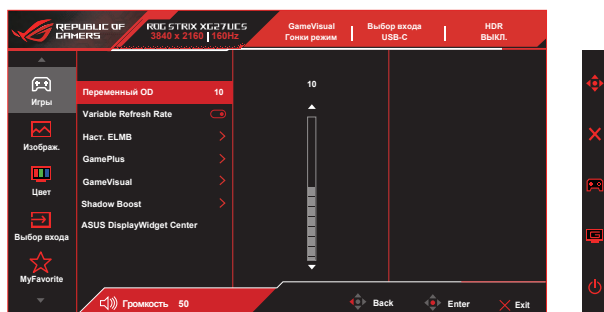 REPUBLIC OF
GAMERS
ROG STRIX XG27UCS
3840 x 2160 160Hz
GameVisual
Гонки режим
Выбор входа
USB-C
HDR
ВЫКЛ.
Игры
Изображ.
Цвет
Выбор входа
MyFavorite
Переменный OD 10
Variable Refresh Rate
Наст. ELMB
GamePlus
GameVisual
Shadow Boost
ASUS DisplayWidget Center
10
Громкость 50
Back
Enter
Exit